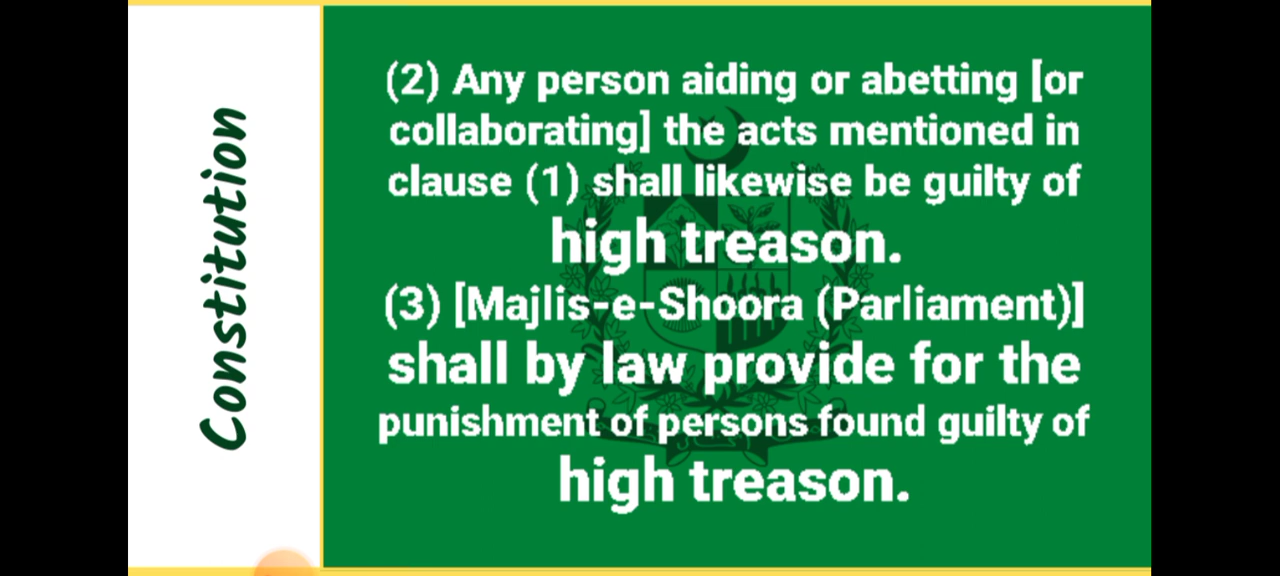 Constitution
(2) Any person aiding or abetting [or
collaborating] the acts mentioned in
clause (1) shall likewise be guilty of
high treason.
(3) [Majlis-e-Shoora (Parliament)]
shall by law provide for the
punishment of persons found guilty of
high treason.